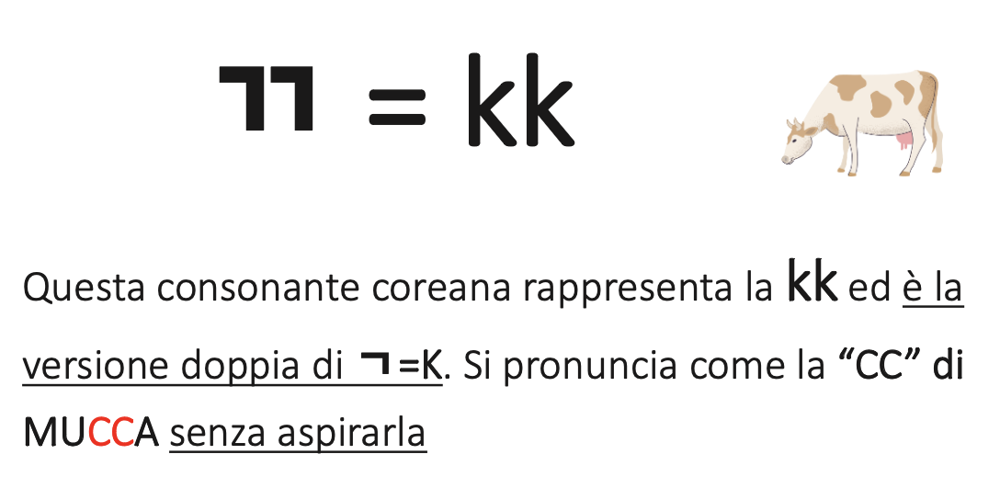 ㄲ = kk
Questa consonante coreana rappresenta la kk ed è la
versione doppia di ㄱ=K. Si pronuncia come la “CC” di
MUCCA senza aspirarla